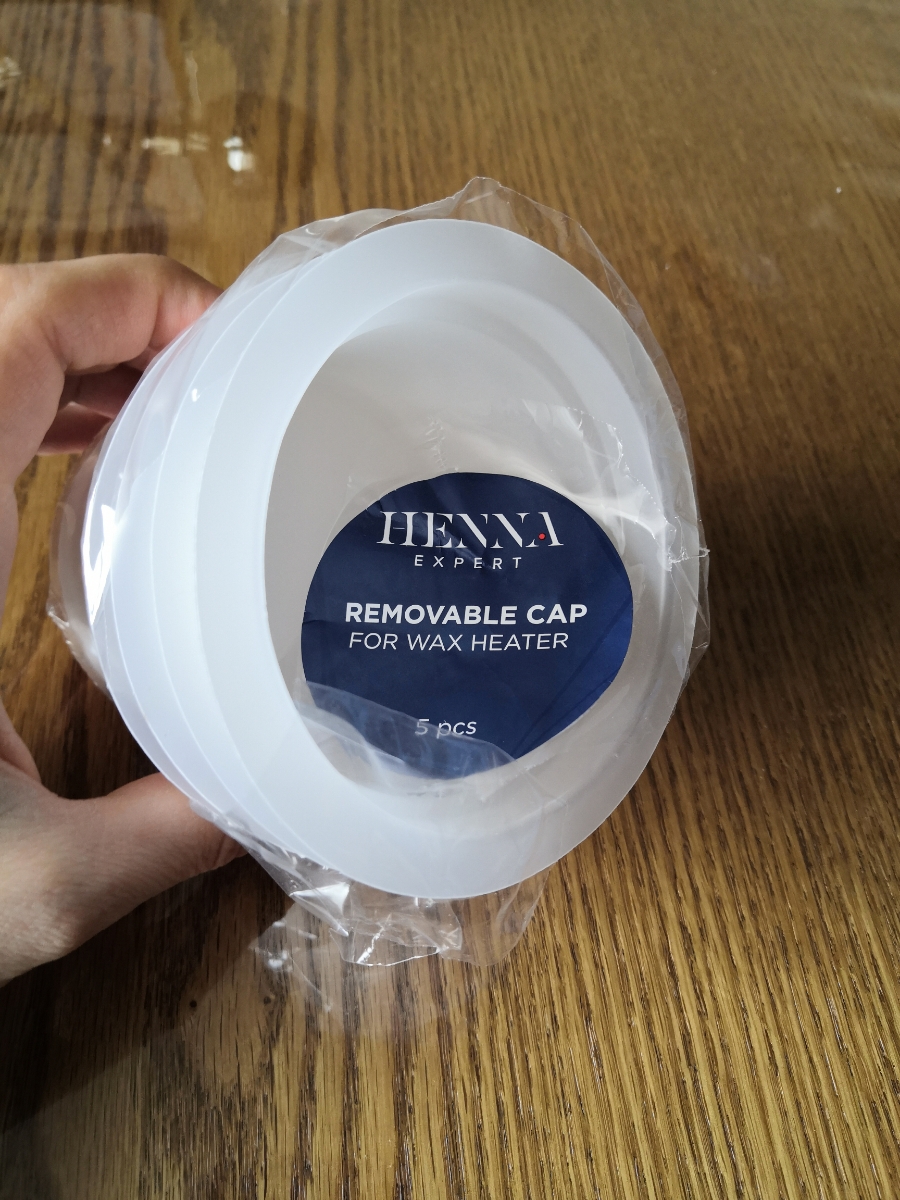 HENNA
EXPERT
REMOVABLE CAP
FOR WAX HEATER
5 pcs